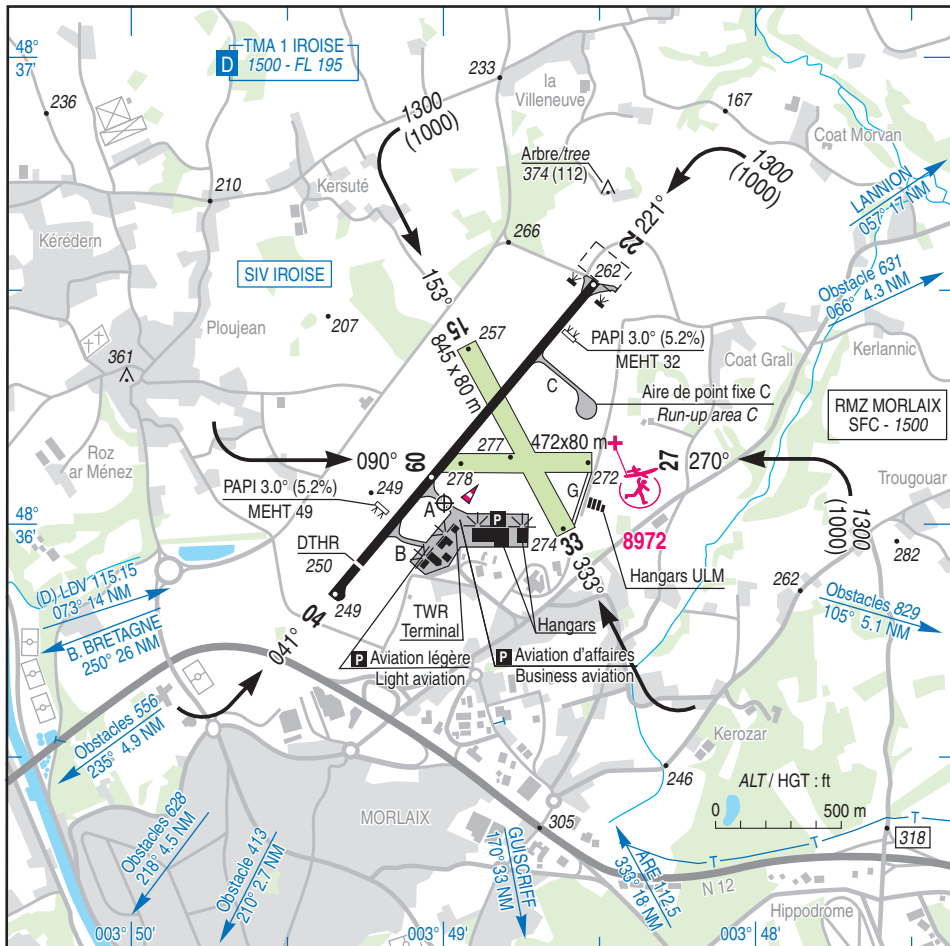 48°
37'
D
TMA 1 IROISE
1500 - FL 195
233
la
Villeneuve
167
Coat Morvan
236
1300
(1000)
Arbre/tree
374 (112)
1300
(1000)
LANNION
057° 17 NM
210
Kersuté
221°
22
266
262
Kérédern
SIV IROISE
Obstacle 631
066° 4.3 NM
153°
15
845 x 80 m
257
207
Ploujean
PAPI 3.0° (5.2%)
MEHT 32
Coat Grall
Kerlannic
361
C
Aire de point fixe C
Run-up area C
RMZ MORLAIX
SFC - 1500
Roz
ar Ménez
090°
09
277
472x80 m
278
272
27
270°
Trougouar
PAPI 3.0° (5.2%)
MEHT 49
249
A
G
P
8972
1300
(1000)
48°
36'
B
274
33
333°
282
DTHR
250
Hangars ULM
262
(D) LDV 115.15
073° 14 NM
249
04
041°
TWR
Terminal
Hangars
Obstacles 829
105° 5.1 NM
B. BRETAGNE
250° 26 NM
P Aviation légère
Light aviation
P Aviation d'affaires
Business aviation
Obstacles 556
235° 4.9 NM
T
Kerozar
246
ALT / HGT : ft
0
500 m
MORLAIX
305
318
Obstacles 628
218° 4.5 NM
Obstacle 413
210° 2.7 NM
GUISCRIFF
170° 33 NM
ARE 112.5
333° 18 NM
T
T
T
N 12
Hippodrome
003° 50'
003° 49'
003° 48'